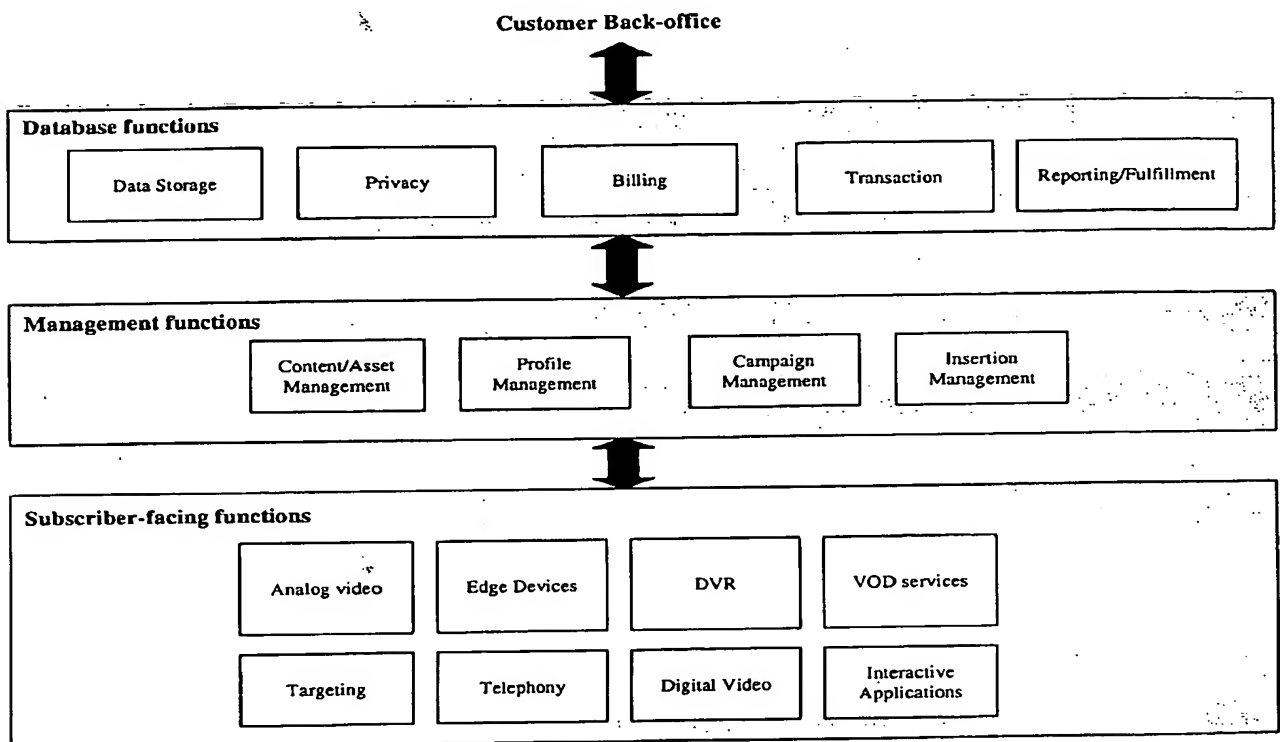 Customer Back-office
Database functions
Data Storage
Privacy
Billing
Transaction
Reporting/Fulfillment
Management functions
Content/Asset
Management
Profile
Management
Campaign
Management
Insertion
Management
Subscriber-facing functions
Analog video
Edge Devices
DVR
VOD services
Targeting
Telephony
Digital Video
Interactive
Applications